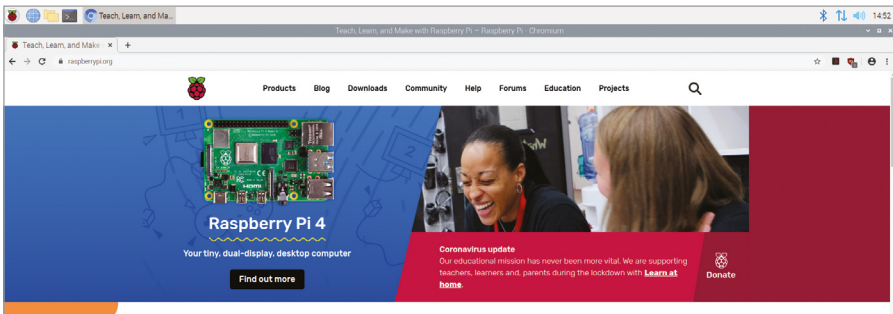 Teach, Learn, and Ma...
14:52
Teach, Learn, and Make with Raspberry Pi – Raspberry Pi - Chromium
Teach, Learn, and Make
raspberrypi.org
Products Blog Downloads Community Help Forums Education Projects
HDMI
Raspberry Pi 4
Your tiny, dual-display, desktop computer
Find out more
Coronavirus update
Our educational mission has never been more vital. We are supporting
teachers, learners and, parents during the lockdown with Learn at
home.
Donate